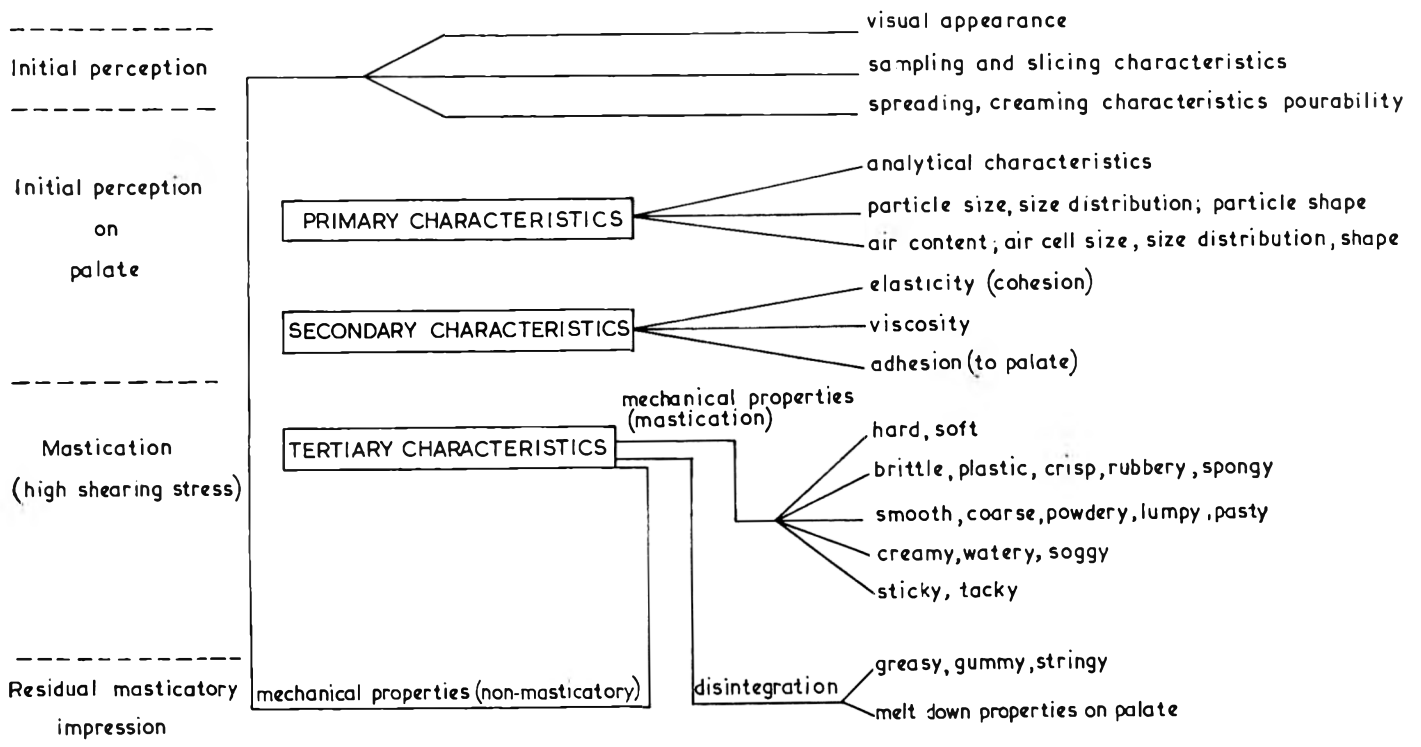 visual appearance
Initial perception
sampling and slicing characteristics
spreading, creaming characteristics pourability
Initial perception
on
palate
PRIMARY CHARACTERISTICS
analytical characteristics
particle size, size distribution; particle shape
air content; air cell size, size distribution, shape
SECONDARY CHARACTERISTICS
elasticity (cohesion)
viscosity
adhesion (to palate)
Mastication
(high shearing stress)
TERTIARY CHARACTERISTICS
mechanical properties
(mastication)
hard, soft
brittle, plastic, crisp, rubbery, spongy
smooth, coarse, powdery, lumpy, pasty
creamy, watery, soggy
sticky, tacky
Residual masticatory
impression
mechanical properties (non-masticatory)
disintegration
greasy, gummy, stringy
melt down properties on palate